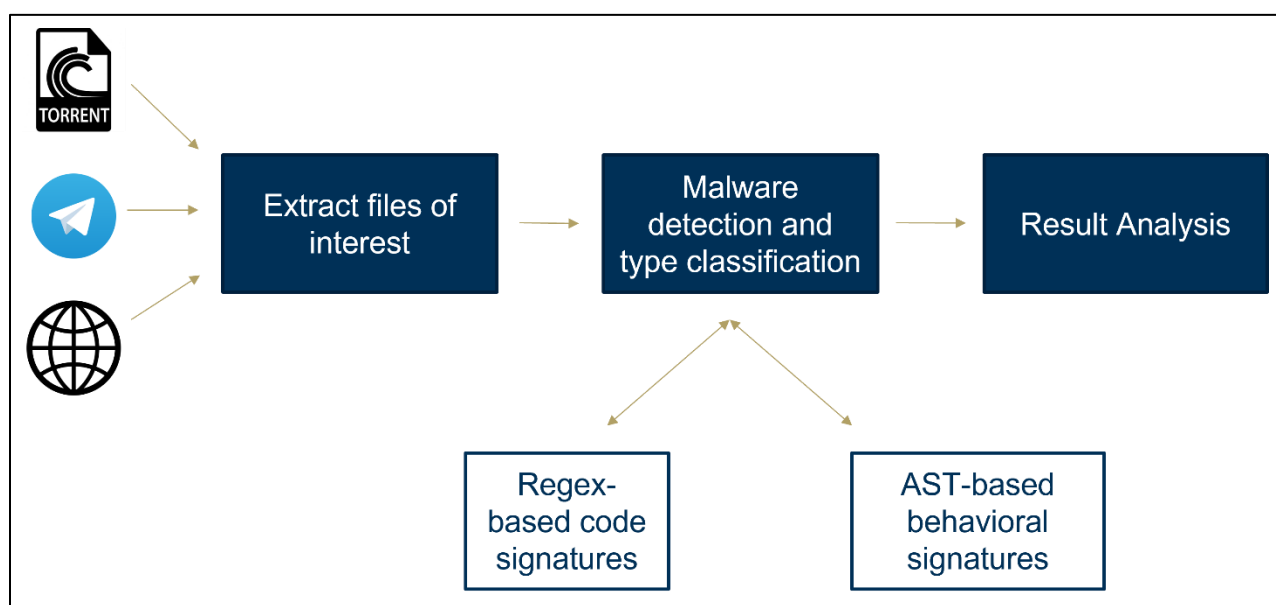 TORRENT
Extract files of
interest
Malware
detection and
type classification
Result Analysis
Regex-
based code
signatures
AST-based
behavioral
signatures